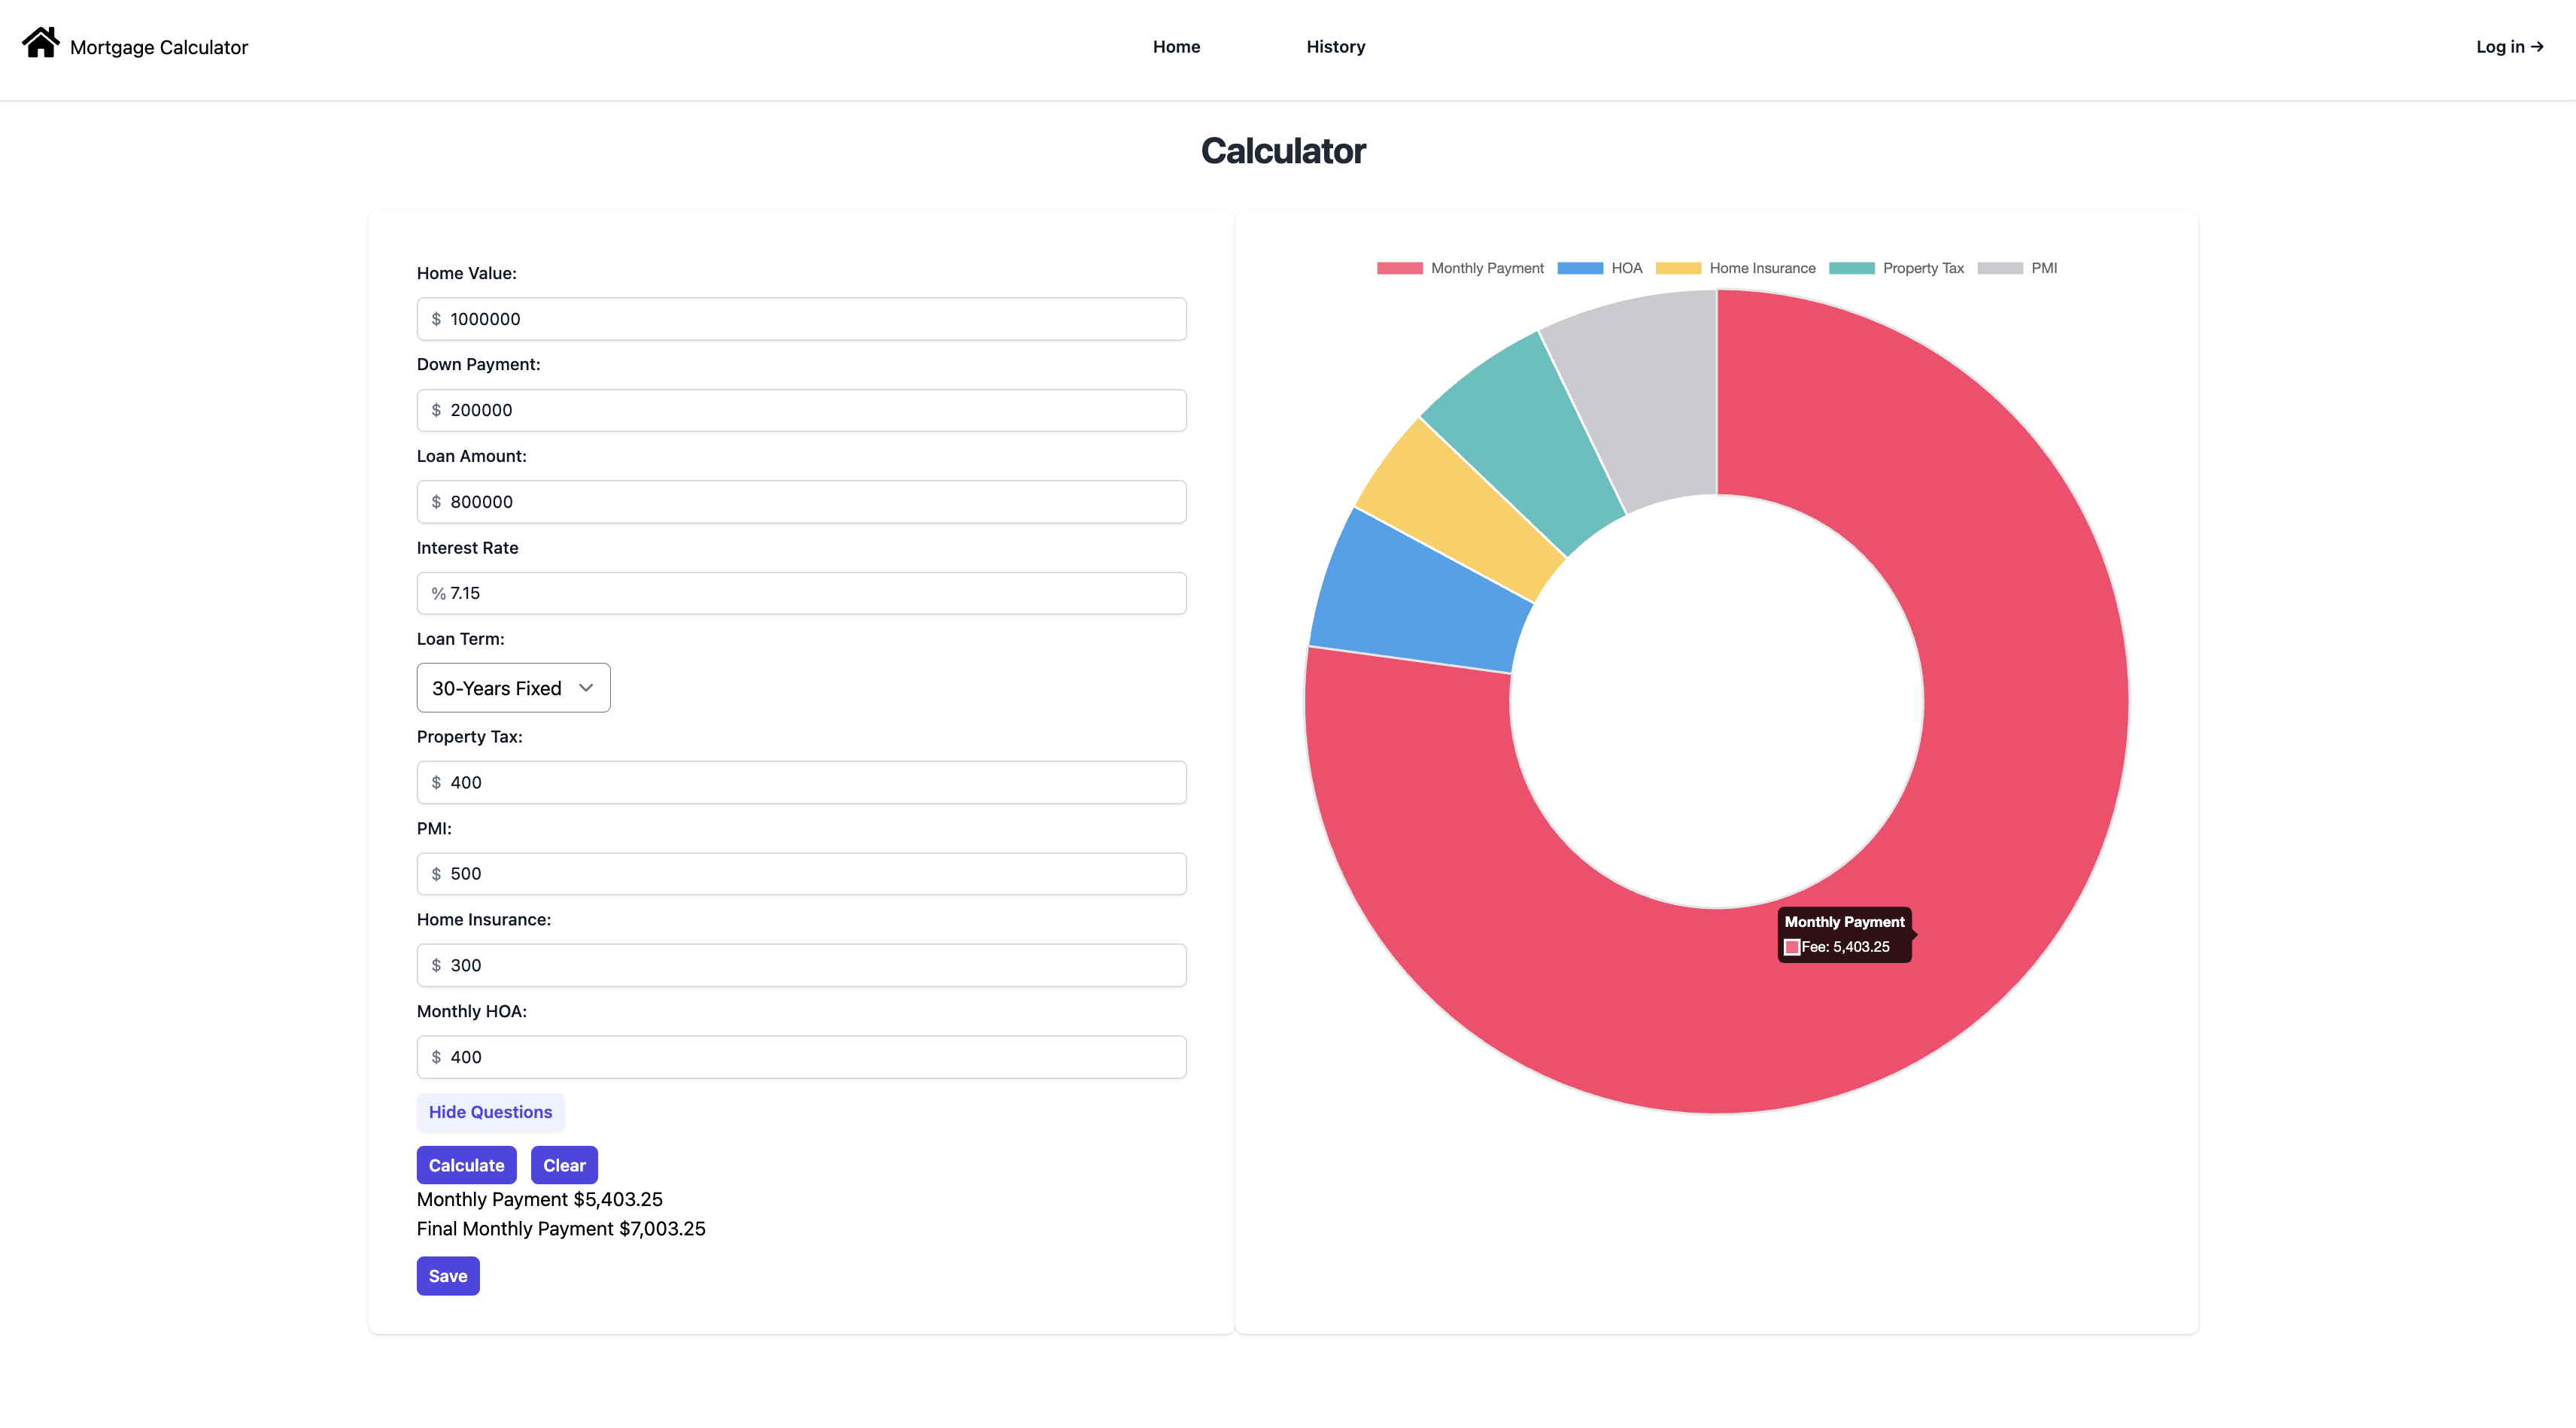 Mortgage Calculator
Home
History
Log in →
Calculator
Home Value:
$ 1000000
Down Payment:
$ 200000
Loan Amount:
$ 800000
Interest Rate
% 7.15
Loan Term:
30-Years Fixed
Property Tax:
$ 400
PMI:
$ 500
Home Insurance:
$ 300
Monthly HOA:
$ 400
Hide Questions
Calculate Clear
Monthly Payment $5,403.25
Final Monthly Payment $7,003.25
Save
Monthly Payment HOA Home Insurance Property Tax PMI
Monthly Payment
Fee: 5,403.25